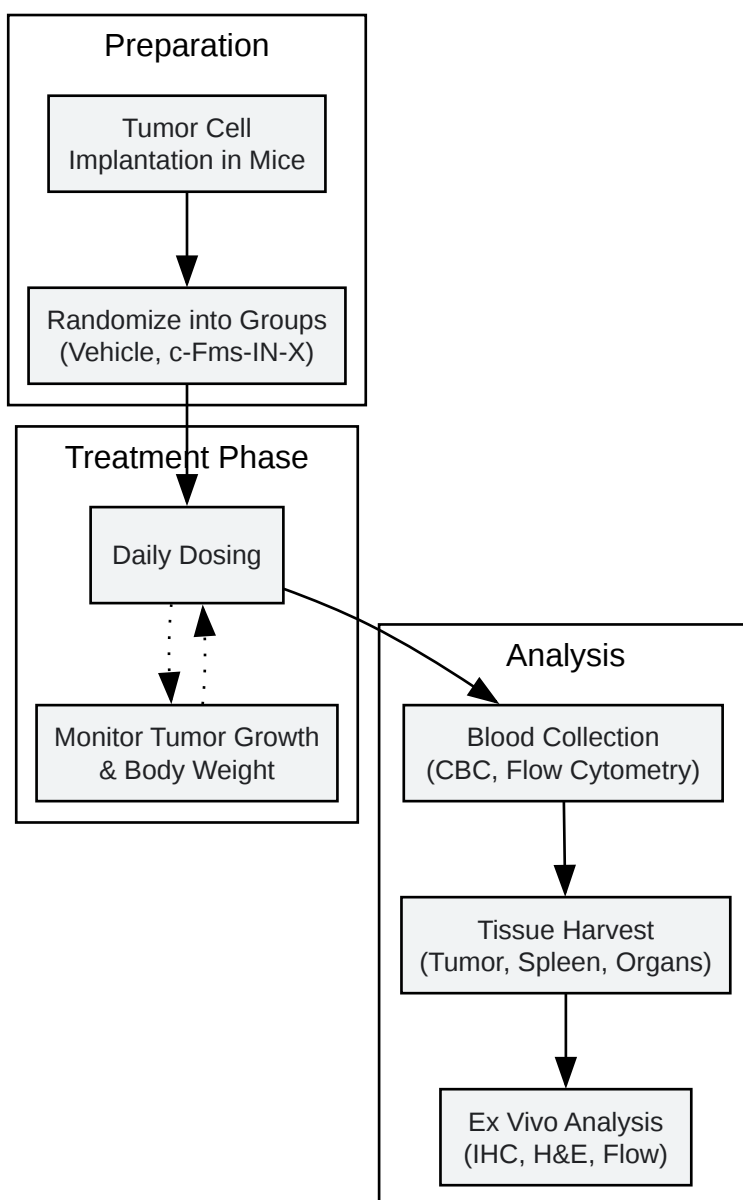 Preparation
Tumor Cell
Implantation in Mice
Randomize into Groups
(Vehicle, c-Fms-IN-X)
Treatment Phase
Daily Dosing
Monitor Tumor Growth
& Body Weight
Analysis
Blood Collection
(CBC, Flow Cytometry)
Tissue Harvest
(Tumor, Spleen, Organs)
Ex Vivo Analysis
(IHC, H&E, Flow)